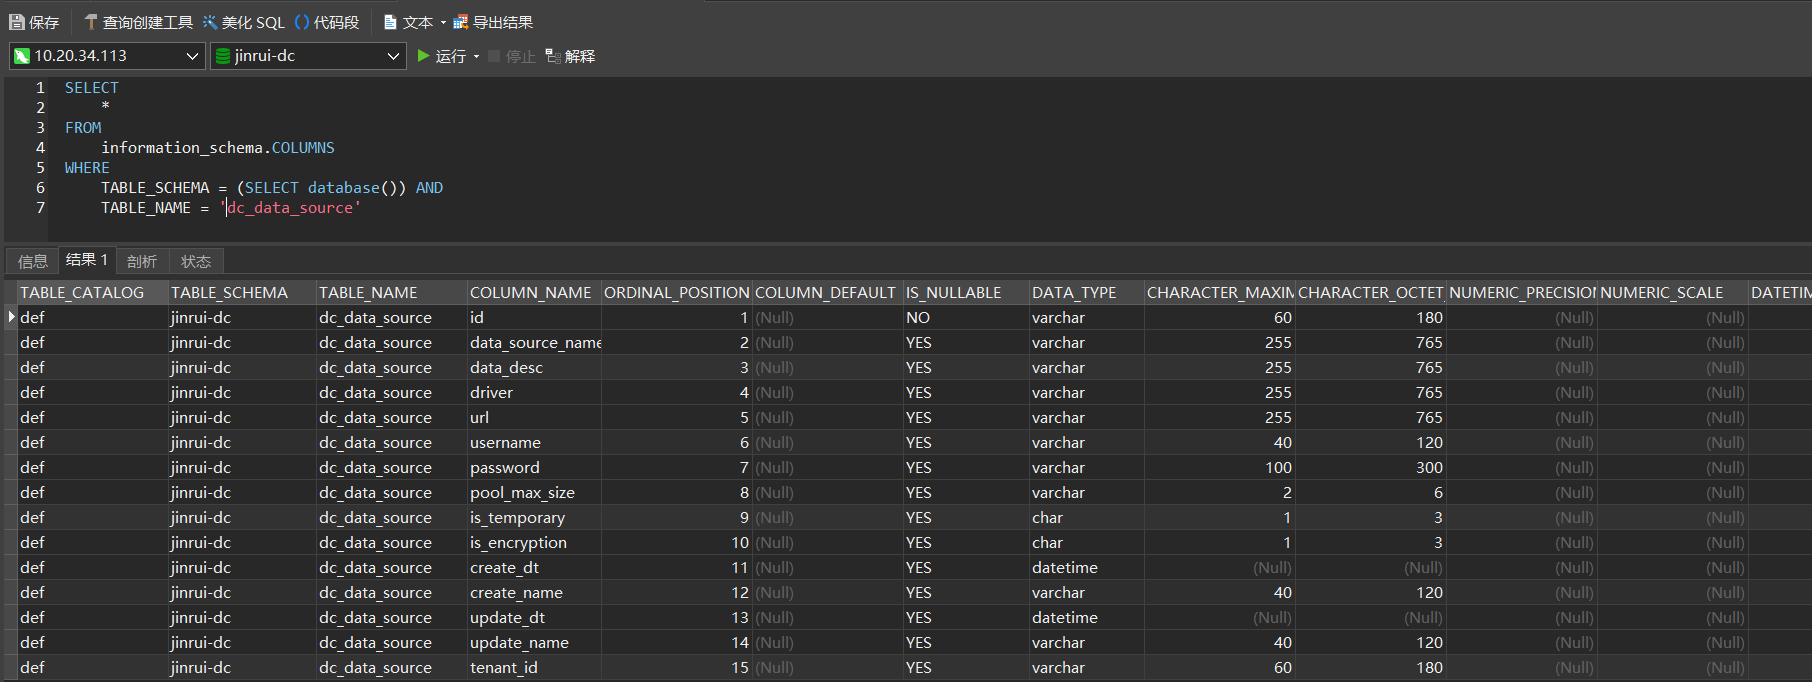 保存 查询创建工具 美化 SQL () 代码段 文本 导出结果
10.20.34.113 jinrui-dc 运行 停止 解释
1 SELECT
2 *
3 FROM
4 information_schema.COLUMNS
5 WHERE
6 TABLE_SCHEMA = (SELECT database()) AND
7 TABLE_NAME = 'dc_data_source'
信息 结果 1 剖析 状态
TABLE_CATALOG TABLE_SCHEMA TABLE_NAME COLUMN_NAME ORDINAL_POSITION COLUMN_DEFAULT IS_NULLABLE DATA_TYPE CHARACTER_MAXIM CHARACTER_OCTET_ NUMERIC_PRECISION NUMERIC_SCALE DATETIM
def jinrui-dc dc_data_source id 1 (Null) NO varchar 60 180 (Null) (Null)
def jinrui-dc dc_data_source data_source_name 2 (Null) YES varchar 255 765 (Null) (Null)
def jinrui-dc dc_data_source data_desc 3 (Null) YES varchar 255 765 (Null) (Null)
def jinrui-dc dc_data_source driver 4 (Null) YES varchar 255 765 (Null) (Null)
def jinrui-dc dc_data_source url 5 (Null) YES varchar 255 765 (Null) (Null)
def jinrui-dc dc_data_source username 6 (Null) YES varchar 40 120 (Null) (Null)
def jinrui-dc dc_data_source password 7 (Null) YES varchar 100 300 (Null) (Null)
def jinrui-dc dc_data_source pool_max_size 8 (Null) YES varchar 2 6 (Null) (Null)
def jinrui-dc dc_data_source is_temporary 9 (Null) YES char 1 3 (Null) (Null)
def jinrui-dc dc_data_source is_encryption 10 (Null) YES char 1 3 (Null) (Null)
def jinrui-dc dc_data_source create_dt 11 (Null) YES datetime (Null) (Null) (Null) (Null)
def jinrui-dc dc_data_source create_name 12 (Null) YES varchar 40 120 (Null) (Null)
def jinrui-dc dc_data_source update_dt 13 (Null) YES datetime (Null) (Null) (Null) (Null)
def jinrui-dc dc_data_source update_name 14 (Null) YES varchar 40 120 (Null) (Null)
def jinrui-dc dc_data_source tenant_id 15 (Null) YES varchar 60 180 (Null) (Null)